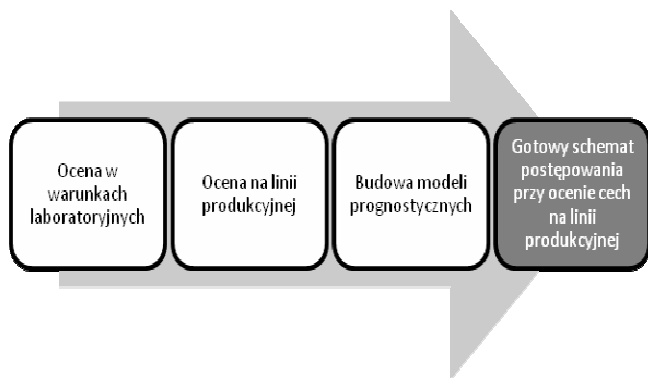 Ocena w
warunkach
laboratoryjnych
Ocena na linii
produkcyjnej
Budowa modeli
prognostycznych
Gotowy schemat
postępowania
przy ocenie cech
na linii
produkcyjnej